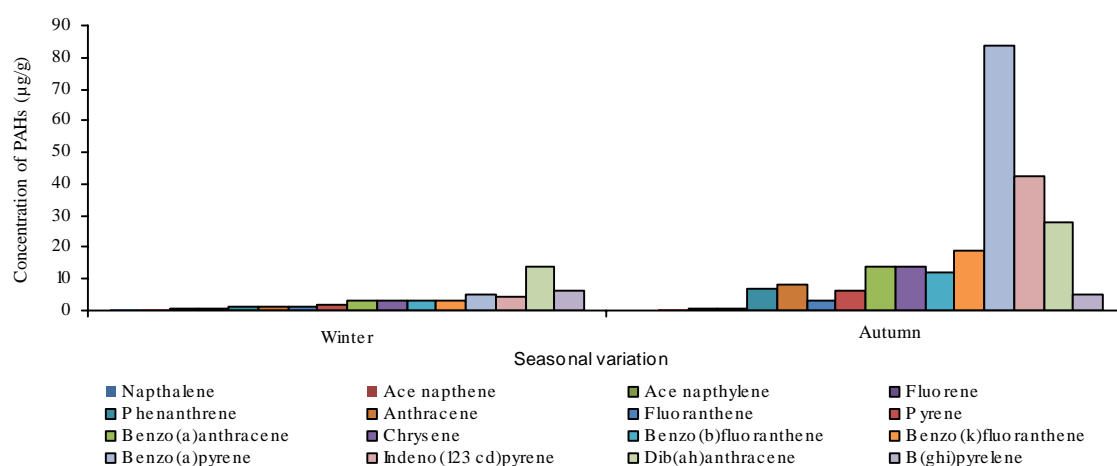 90
80
70
60
50
40
30
20
10
0
Concentration of PAHs (µg/g)
Winter
Autumn
Seasonal variation
Napthalene
Ace napthene
Ace napthylene
Fluorene
Phenanthrene
Anthracene
Fluoranthene
Pyrene
Benzo(a)anthracene
Chrysene
Benzo(b)fluoranthene
Benzo(k)fluoranthene
Benzo(a)pyrene
Indeno(123 cd)pyrene
Dib(ah)anthracene
B(ghi)pyrelene